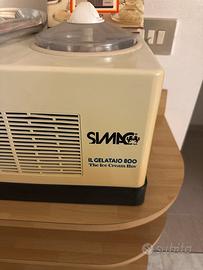 SIMAC
IL GELATAIO 800
The Ice Cream Box
subito